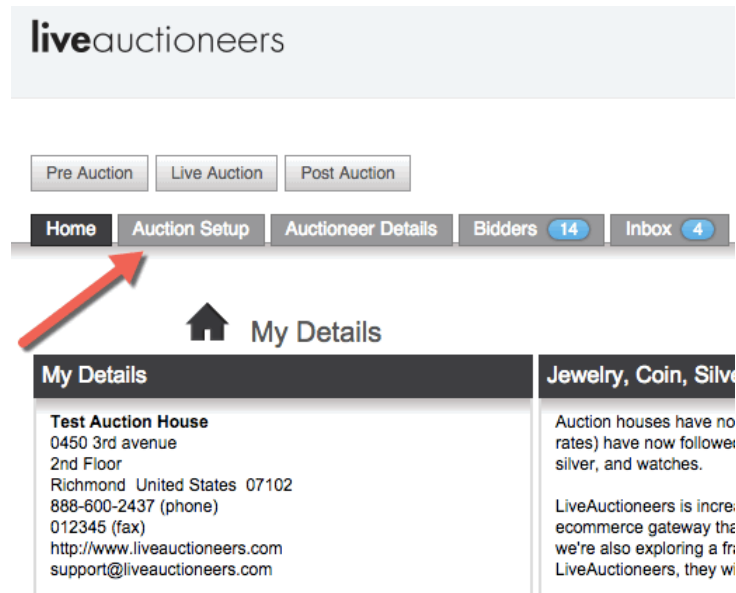 liveauctioneers
Pre Auction Live Auction Post Auction
Home Auction Setup Auctioneer Details Bidders 14 Inbox 4
My Details
My Details
Test Auction House
0450 3rd avenue
2nd Floor
Richmond United States 07102
888-600-2437 (phone)
012345 (fax)
http://www.liveauctioneers.com
support@liveauctioneers.com
Jewelry, Coin, Silve
Auction houses have no
rates) have now followed
silver, and watches.
LiveAuctioneers is increa
ecommerce gateway tha
we're also exploring a fra
LiveAuctioneers, they wi